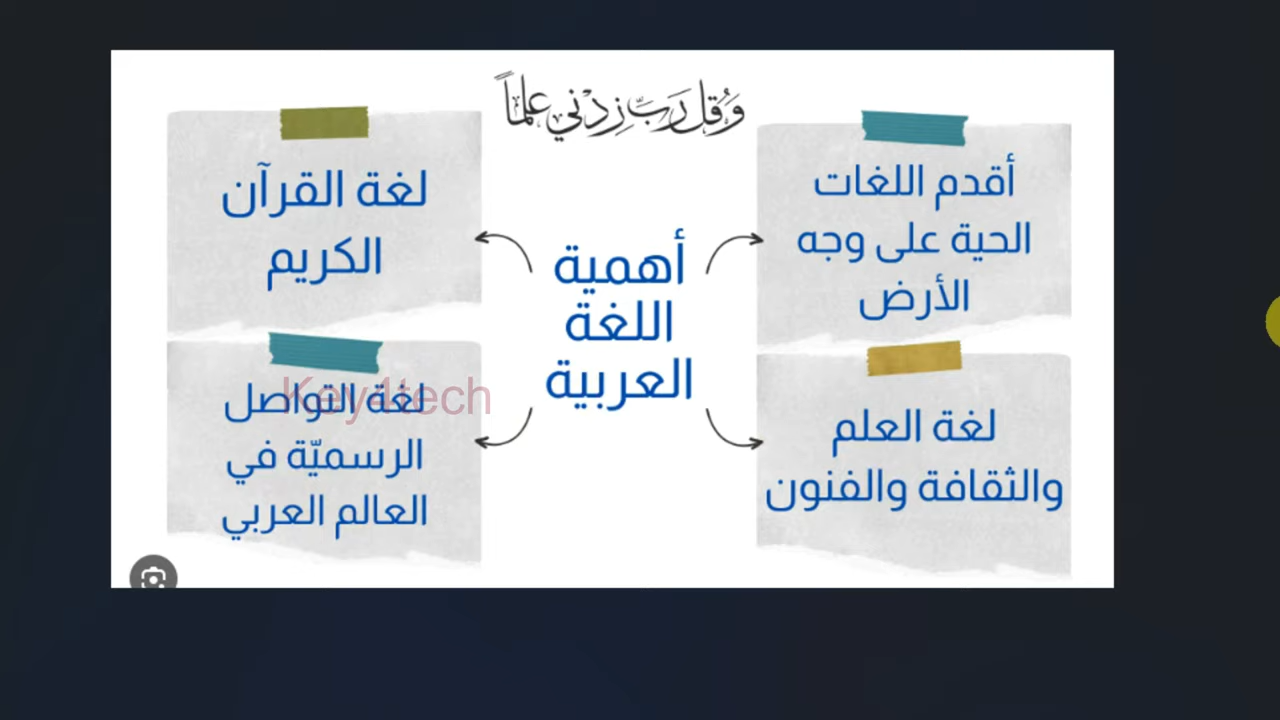 وَقُل رَبِّ زِدْنِي عِلْماً
أهمية
اللغة
العربية
أقدم اللغات
الحية على وجه
الأرض
لغة القرآن
الكريم
لغة العلم
والثقافة والفنون
لغة التواصل
الرسميّة في
العالم العربي
Key4tech